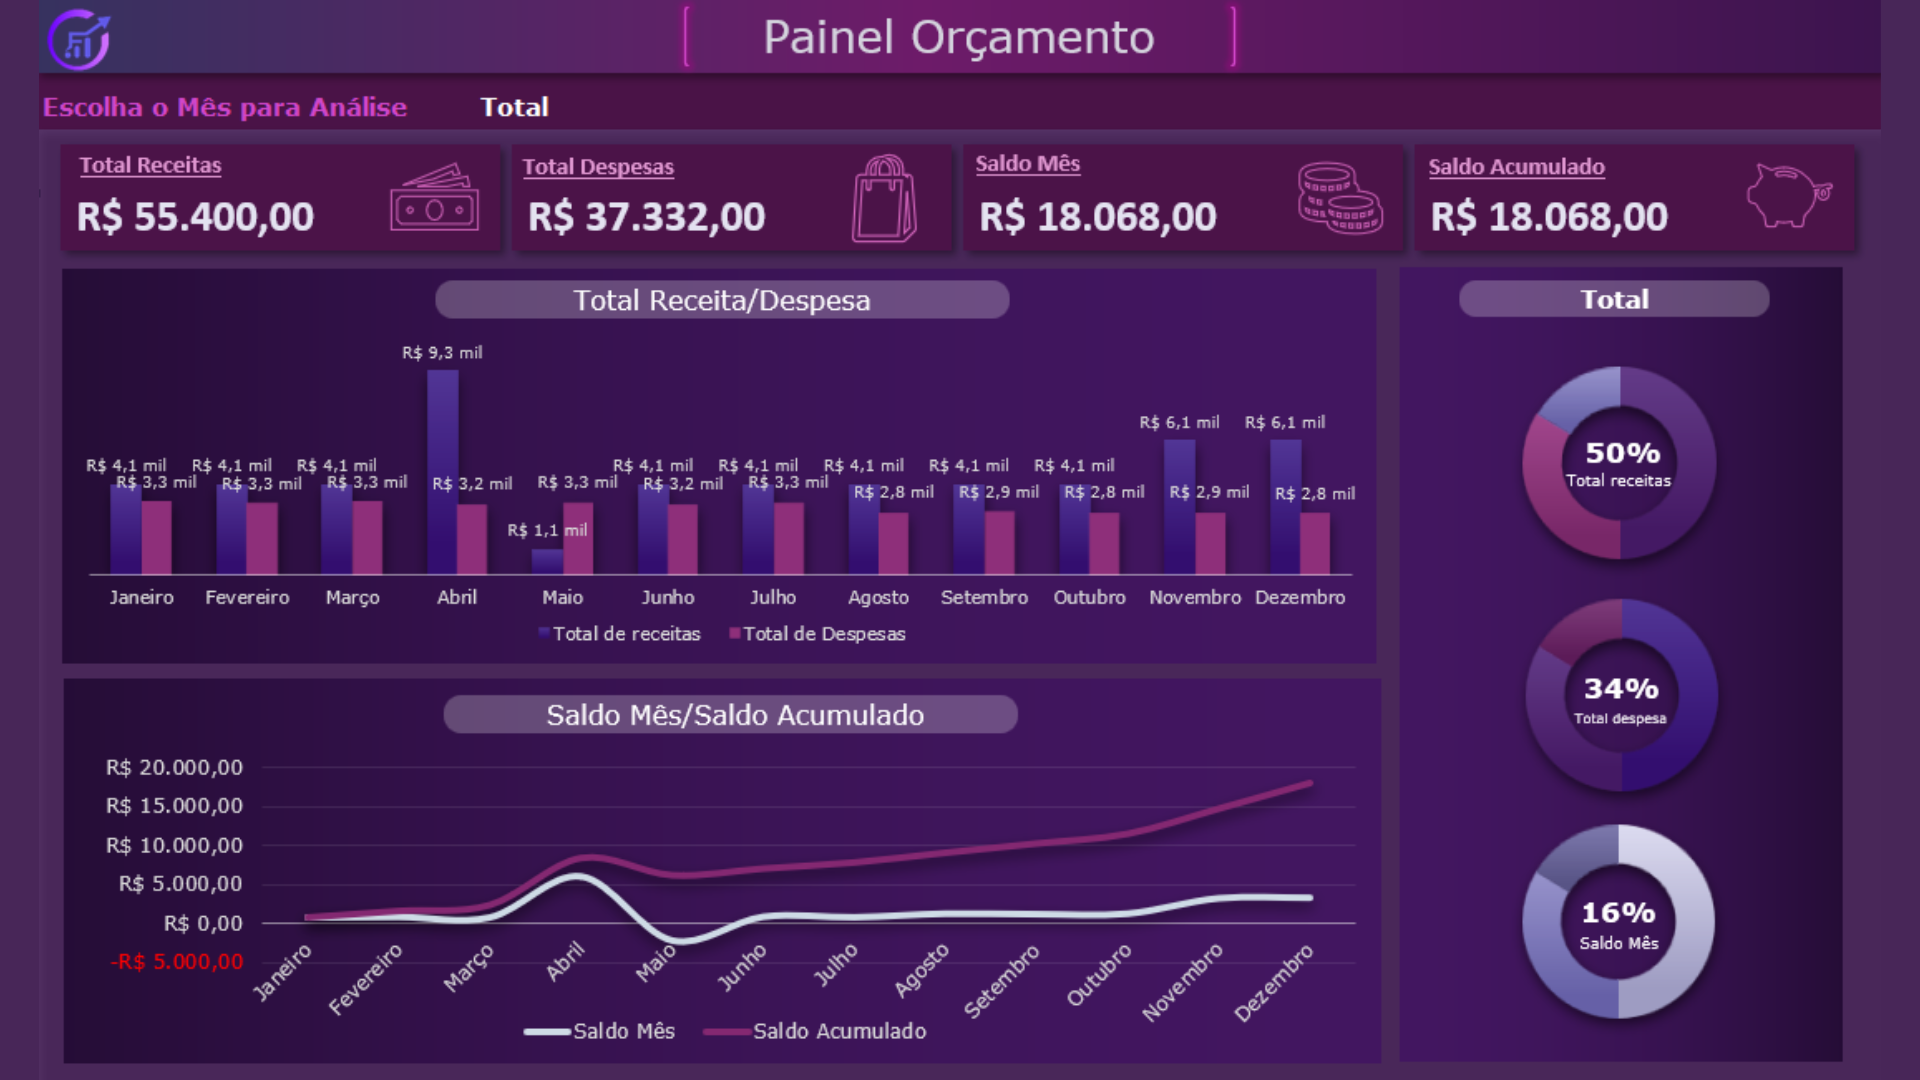 Painel Orçamento
Escolha o Mês para Análise Total
Total Receitas
R$ 55.400,00
Total Despesas
R$ 37.332,00
Saldo Mês
R$ 18.068,00
Saldo Acumulado
R$ 18.068,00
Total Receita/Despesa
R$ 9,3 mil
R$ 6,1 mil R$ 6,1 mil
R$ 4,1 mil R$ 4,1 mil R$ 4,1 mil R$ 4,1 mil R$ 4,1 mil R$ 4,1 mil R$ 4,1 mil R$ 4,1 mil
R$ 3,3 mil R$ 3,3 mil R$ 3,3 mil R$ 3,2 mil R$ 3,3 mil R$ 3,2 mil R$ 3,3 mil R$ 2,8 mil R$ 2,9 mil R$ 2,8 mil R$ 2,9 mil R$ 2,8 mil
R$ 1,1 mil
Janeiro Fevereiro Março Abril Maio Junho Julho Agosto Setembro Outubro Novembro Dezembro
Total de receitas Total de Despesas
Saldo Mês/Saldo Acumulado
R$ 20.000,00
R$ 15.000,00
R$ 10.000,00
R$ 5.000,00
R$ 0,00
-R$ 5.000,00
Janeiro Fevereiro Março Abril Maio Junho Julho Agosto Setembro Outubro Novembro Dezembro
Saldo Mês Saldo Acumulado
Total
50%
Total receitas
34%
Total despesa
16%
Saldo Mês